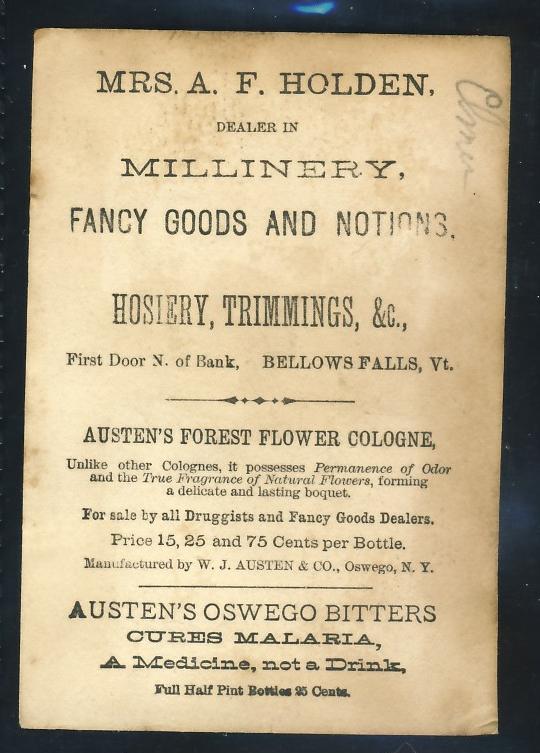 MRS. A. F. HOLDEN,
DEALER IN
MILLINERY,
FANCY GOODS AND NOTIONS.
HOSIERY, TRIMMINGS, &c.,
First Door N. of Bank, BELLOWS FALLS, Vt.
AUSTEN'S FOREST FLOWER COLOGNE,
Unlike other Colognes, it possesses Permanence of Odor
and the True Fragrance of Natural Flowers, forming
a delicate and lasting boquet.
For sale by all Druggists and Fancy Goods Dealers.
Price 15, 25 and 75 Cents per Bottle.
Manufactured by W. J. AUSTEN & CO., Oswego, N. Y.
AUSTEN'S OSWEGO BITTERS
CURES MALARIA,
A Medicine, not a Drink,
Full Half Pint Bottles 25 Cents.